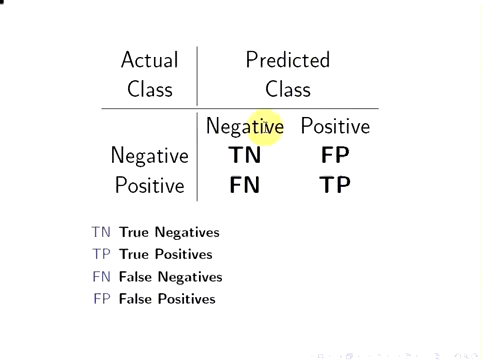 Actual Predicted
Class Class
Negative Positive
Negative TN FP
Positive FN TP
TN True Negatives
TP True Positives
FN False Negatives
FP False Positives